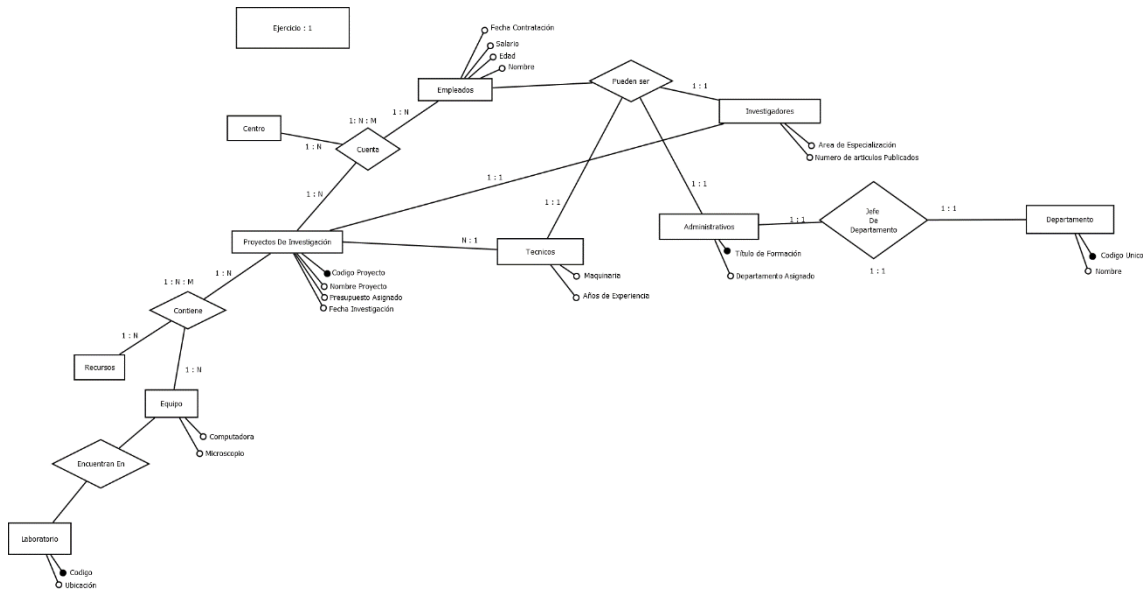 Ejercicio : 1
Fecha Contratación
Salario
Edad
Nombre
Empleados
Pueden ser
1 : 1
Investigadores
Area de Especialización
Numero de articulos Publicados
Centro
1 : N
1: N : M
1 : N
Cuenta
1 : N
1 : 1
1 : 1
1 : 1
Proyectos De Investigación
N : 1
Tecnicos
Maquinaria
Años de Experiencia
Administrativos
Título de Formación
Departamento Asignado
1 : 1
Jefe
De
Departamento
1 : 1
1 : 1
Departamento
Codigo Unico
Nombre
Codigo Proyecto
Nombre Proyecto
Presupuesto Asignado
Fecha Investigación
1 : N
1 : N : M
Contiene
1 : N
Recursos
1 : N
Equipo
Computadora
Microscopio
Encuentran En
Laboratorio
Codigo
Ubicación